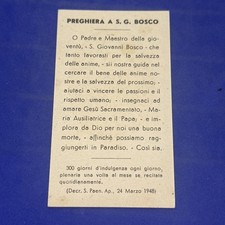 PREGHIERA A S. G. BOSCO
O Padre e Maestro della gio-
ventù, - S. Giovanni Bosco - che
tanto lavorasti per la salvezza
delle anime, - sii nostra guida nel
cercare il bene delle anime no-
stre e la salvezza del prossimo; -
aiutaci a vincere le passioni e il
rispetto umano; - insegnaci ad
amare Gesù Sacramentato, - Ma-
ria Ausiliatrice e il Papa; - e im-
plora da Dio per noi una buona
morte, - affinchè possiamo rag-
giungerti in Paradiso. - Così sia.
300 giorni d'indulgenza ogni giorno,
plenaria una volta al mese se recitata
quotidianamente.
(Decr. S. Paen. Ap., 24 Marzo 1948)